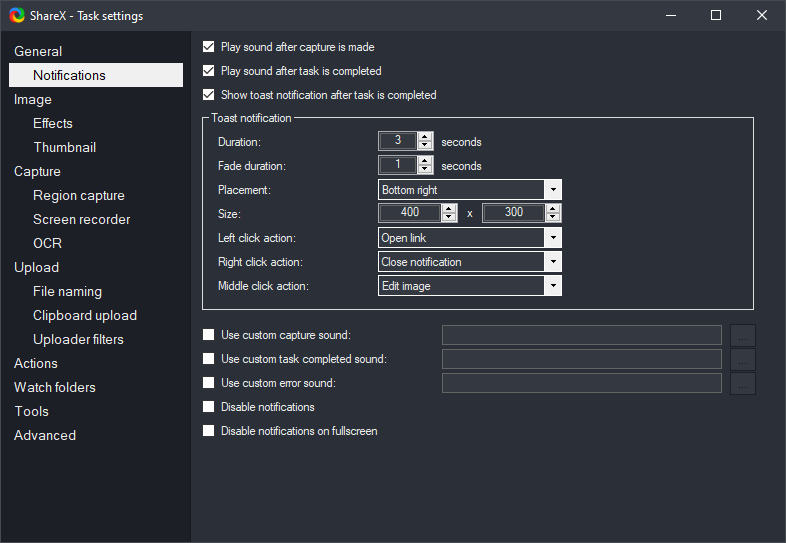 ShareX - Task settings
General
Notifications
Image
Effects
Thumbnail
Capture
Region capture
Screen recorder
OCR
Upload
File naming
Clipboard upload
Uploader filters
Actions
Watch folders
Tools
Advanced
Play sound after capture is made
Play sound after task is completed
Show toast notification after task is completed
Toast notification
Duration: 3 seconds
Fade duration: 1 seconds
Placement: Bottom right
Size: 400 x 300
Left click action: Open link
Right click action: Close notification
Middle click action: Edit image
Use custom capture sound: ...
Use custom task completed sound: ...
Use custom error sound: ...
Disable notifications
Disable notifications on fullscreen